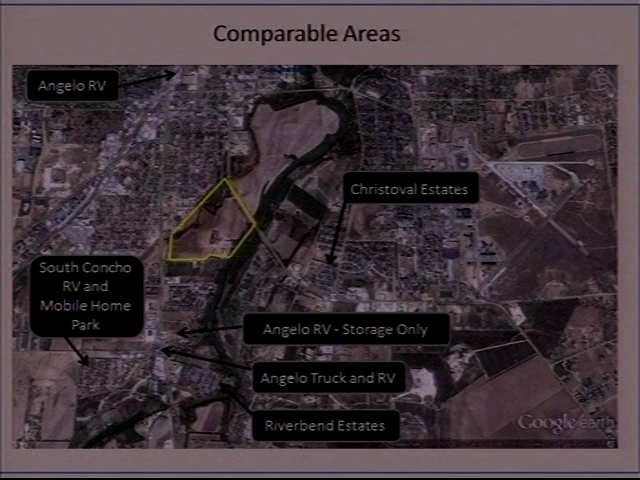 Comparable Areas
Angelo RV
Christoval Estates
South Concho
RV and
Mobile Home
Park
Angelo RV - Storage Only
Angelo Truck and RV
Riverbend Estates
Google earth